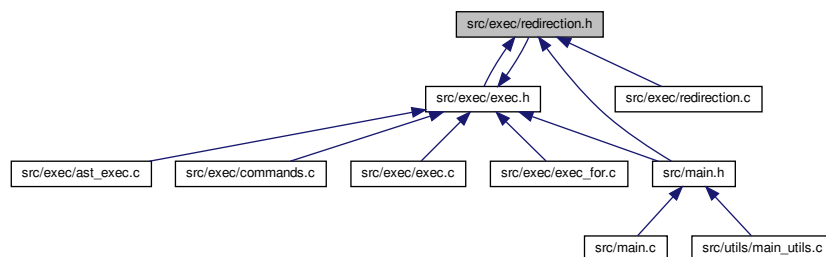 src/exec/redirection.h
src/exec/exec.h
src/exec/redirection.c
src/exec/ast_exec.c
src/exec/commands.c
src/exec/exec.c
src/exec/exec_for.c
src/main.h
src/main.c
src/utils/main_utils.c